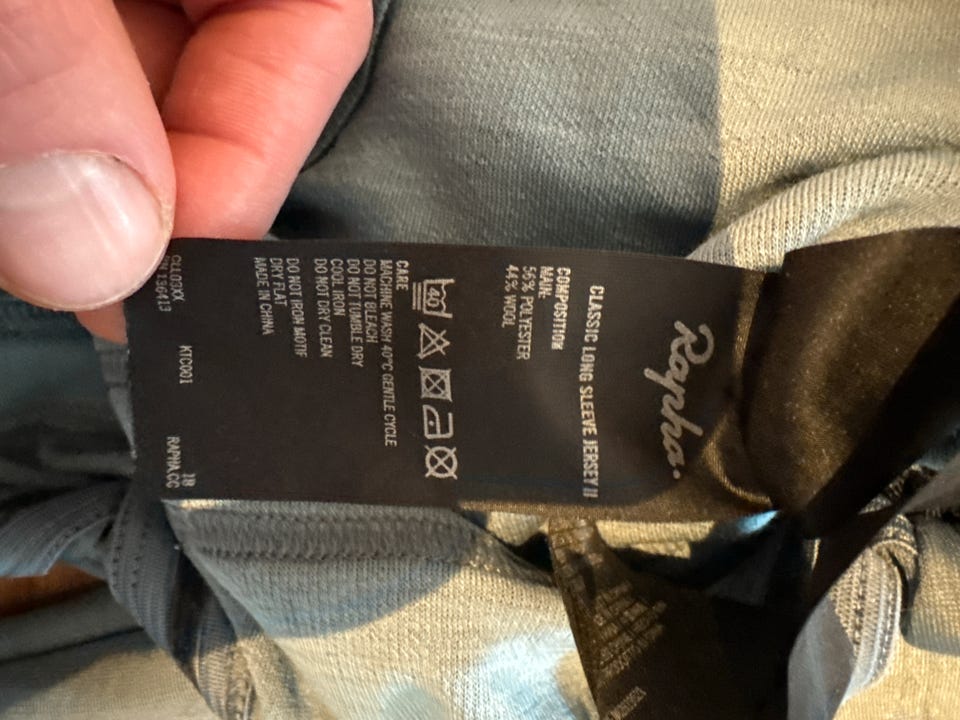 Rapha.
CLASSIC LONG SLEEVE JERSEY II
COMPOSITION
MAIN:
56% POLYESTER
44% WOOL
40
CARE
MACHINE WASH 40°C GENTLE CYCLE
DO NOT BLEACH
DO NOT TUMBLE DRY
COOL IRON
DO NOT DRY CLEAN
DO NOT IRON MOTIF
DRY FLAT
MADE IN CHINA
KTC001
18
RAPHA.CC